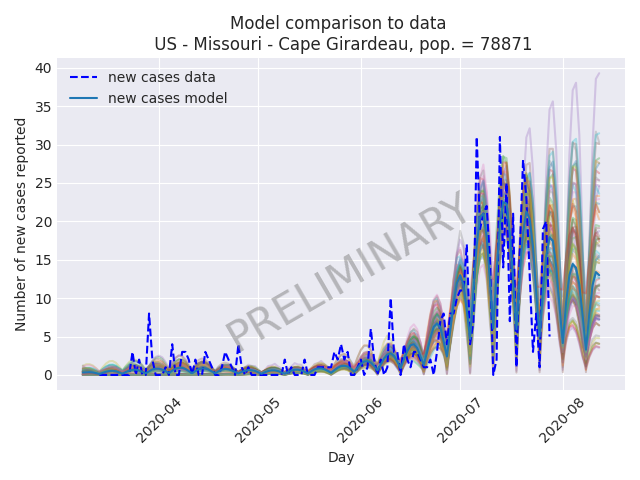 Model comparison to data
US - Missouri - Cape Girardeau, pop. = 78871
new cases data
new cases model
Number of new cases reported
40
35
30
25
20
15
10
5
0
PRELIMINARY
2020-04
2020-05
2020-06
2020-07
2020-08
Day